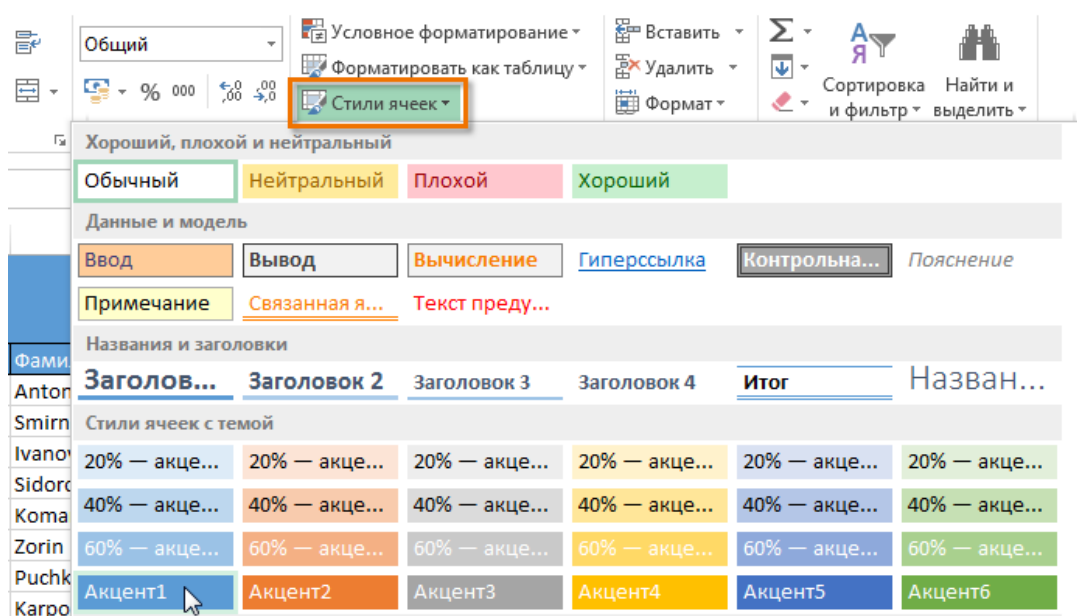 Общий
% 000
,00
Условное форматирование
Форматировать как таблицу
Стили ячеек
Вставить
Удалить
Формат
Σ
АЯ
Сортировка и фильтр
Найти и выделить
Хороший, плохой и нейтральный
Обычный Нейтральный Плохой Хороший
Данные и модель
Ввод Вывод Вычисление Гиперссылка Контрольна... Пояснение
Примечание Связанная я... Текст преду...
Названия и заголовки
Заголов... Заголовок 2 Заголовок 3 Заголовок 4 Итог Назван...
Стили ячеек с темой
20% — акце... 20% — акце... 20% — акце... 20% — акце... 20% — акце... 20% — акце...
40% — акце... 40% — акце... 40% — акце... 40% — акце... 40% — акце... 40% — акце...
60% — акце... 60% — акце... 60% — акце... 60% — акце... 60% — акце... 60% — акце...
Акцент1 Акцент2 Акцент3 Акцент4 Акцент5 Акцент6
Фами
Anton
Smirn
Ivano
Sidor
Koma
Zorin
Puchk
Karpo